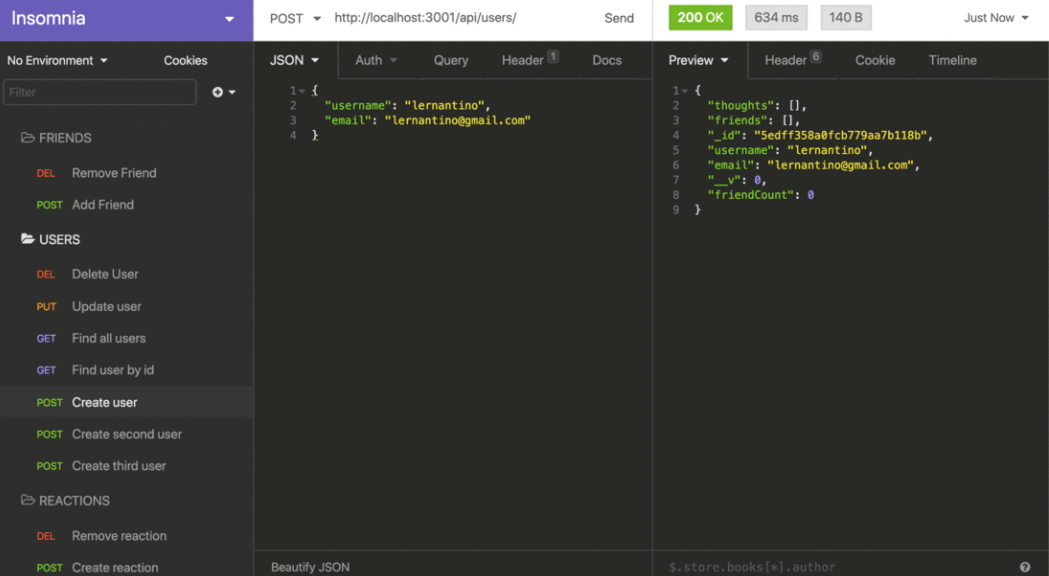 Insomnia
POST http://localhost:3001/api/users/ Send
200 OK 634 ms 140 B Just Now
No Environment Cookies
Filter
FRIENDS
DEL Remove Friend
POST Add Friend
USERS
DEL Delete User
PUT Update user
GET Find all users
GET Find user by id
POST Create user
POST Create second user
POST Create third user
REACTIONS
DEL Remove reaction
POST Create reaction
JSON Auth Query Header 1 Docs
1 {
2 "username": "lernantino",
3 "email": "lernantino@gmail.com"
4 }
Beautify JSON
Preview Header 6 Cookie Timeline
1 {
2 "thoughts": [],
3 "friends": [],
4 "_id": "5edff358a0fcb779aa7b118b",
5 "username": "lernantino",
6 "email": "lernantino@gmail.com",
7 "__v": 0,
8 "friendCount": 0
9 }
$.store.books[*].author